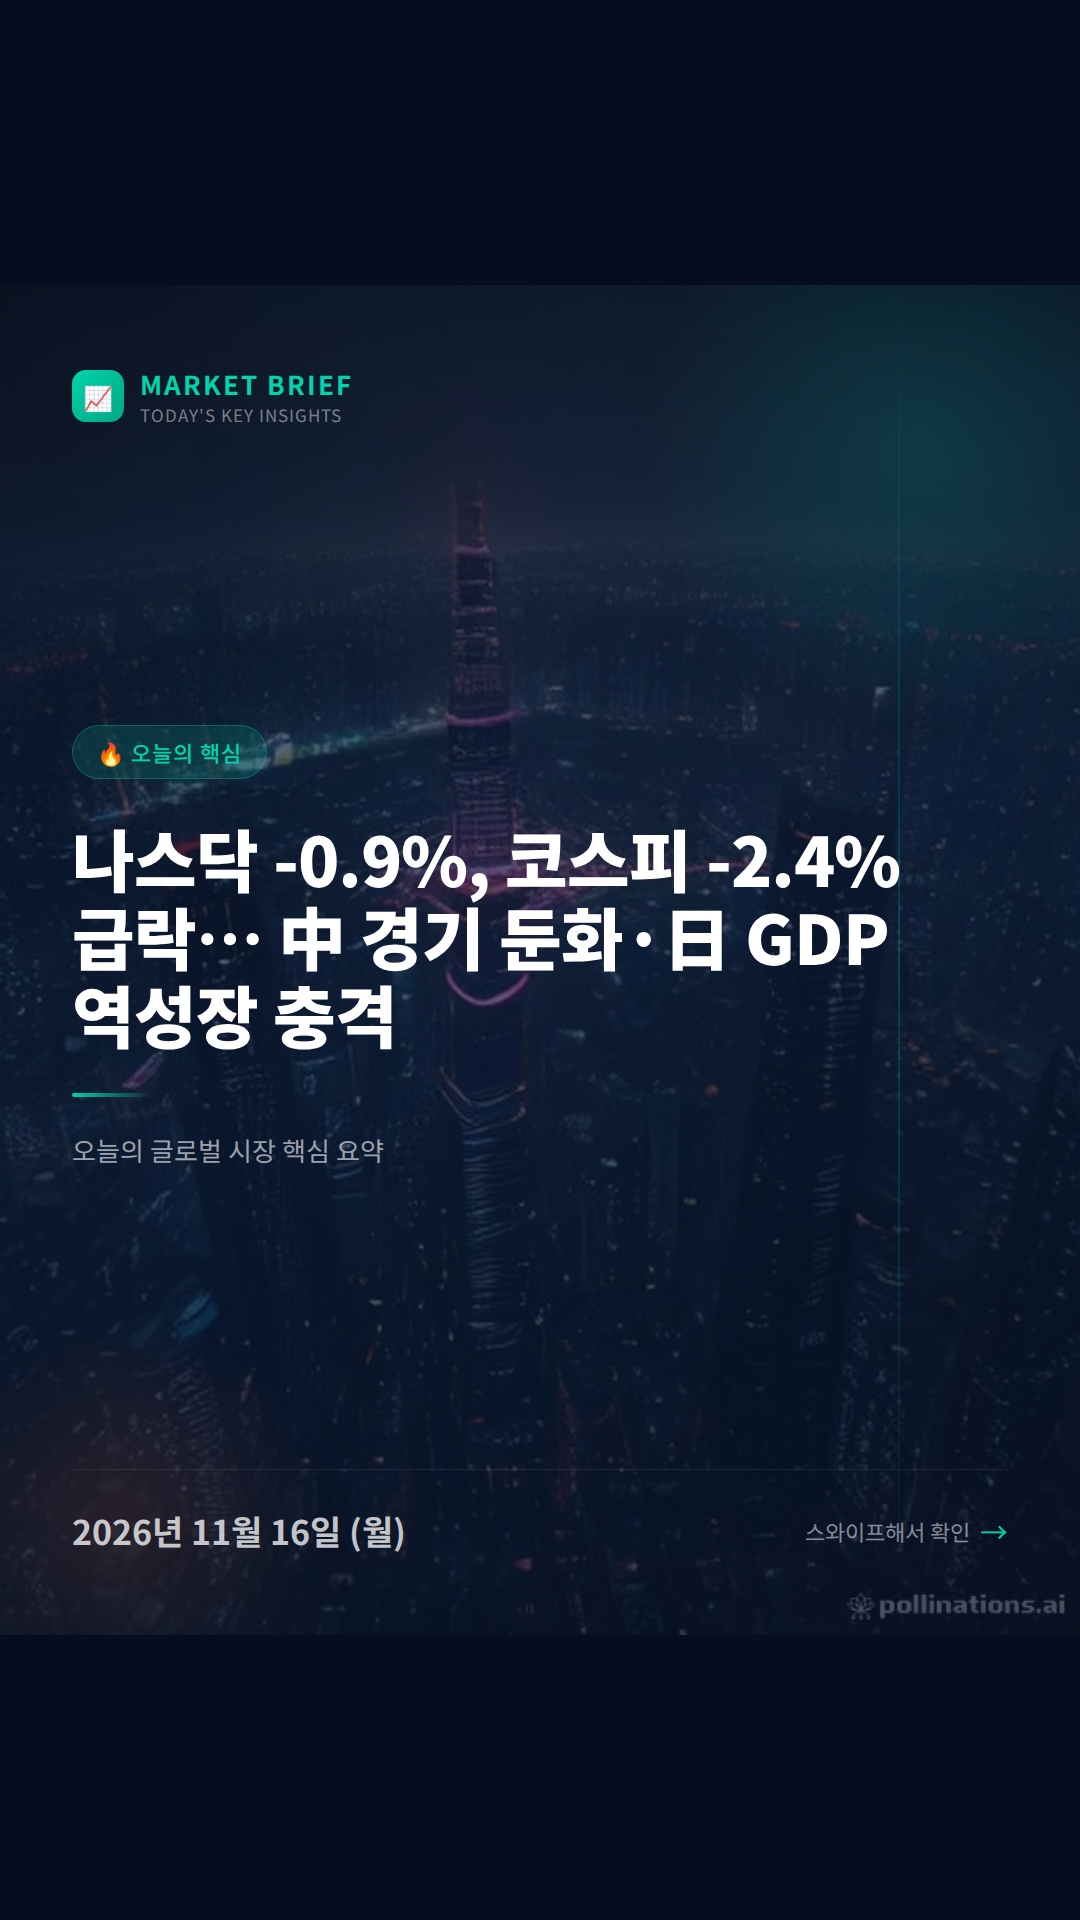 MARKET BRIEF
TODAY'S KEY INSIGHTS
🔥 오늘의 핵심
나스닥 -0.9%, 코스피 -2.4%
급락… 中 경기 둔화·日 GDP
역성장 충격
오늘의 글로벌 시장 핵심 요약
2026년 11월 16일 (월)
스와이프해서 확인 →
pollinations.ai